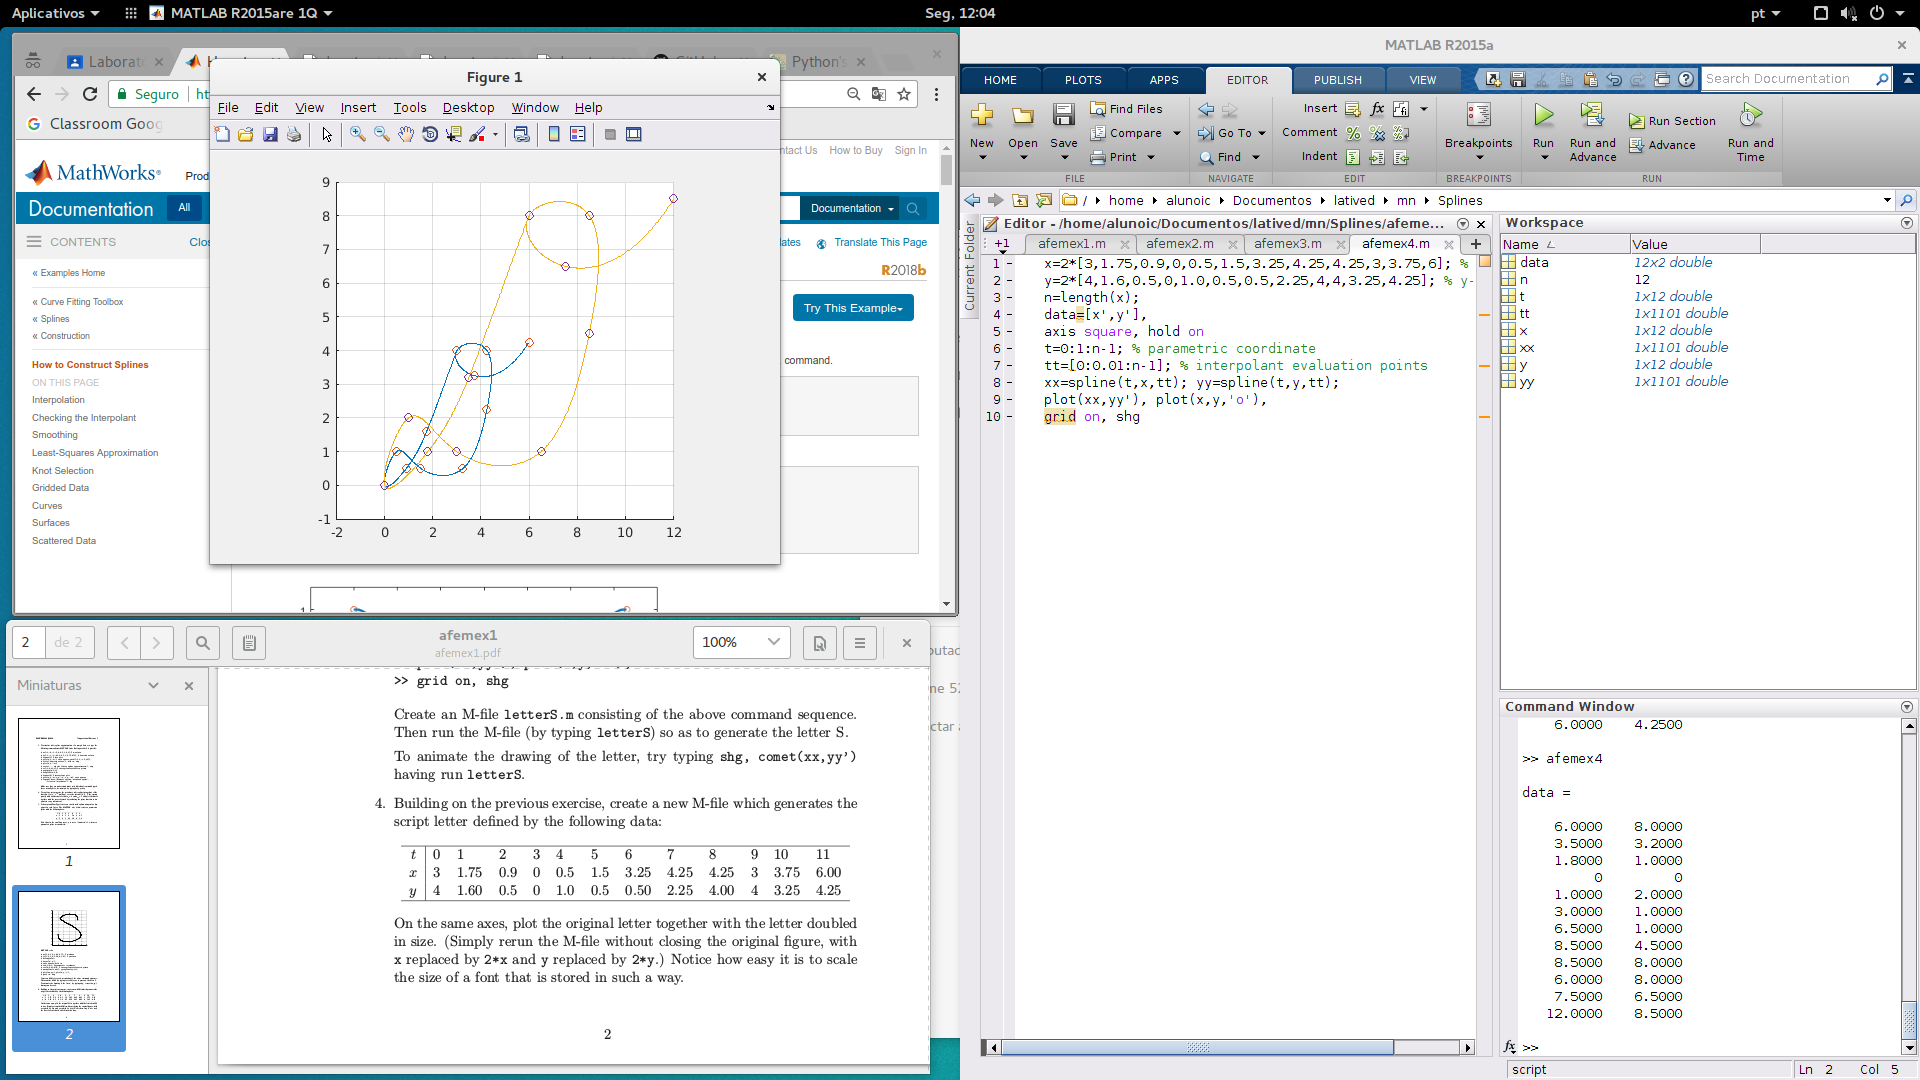 Aplicativos
MATLAB R2015are 1Q
Seg, 12:04
pt
Laborat
Python's
Seguro
Classroom Goog
MathWorks®
Prod
ntact Us How to Buy Sign In
Documentation
All
Documentation
CONTENTS
Clos
lates
Translate This Page
« Examples Home
« Curve Fitting Toolbox
« Splines
« Construction
How to Construct Splines
ON THIS PAGE
Interpolation
Checking the Interpolant
Smoothing
Least-Squares Approximation
Knot Selection
Gridded Data
Curves
Surfaces
Scattered Data
R2018b
Try This Example
command.
Figure 1
File Edit View Insert Tools Desktop Window Help
9
8
7
6
5
4
3
2
1
0
-1
-2 0 2 4 6 8 10 12
1
2 de 2
afemex1
afemex1.pdf
100%
Miniaturas
1
2
>> grid on, shg
Create an M-file letterS.m consisting of the above command sequence.
Then run the M-file (by typing letterS) so as to generate the letter S.
To animate the drawing of the letter, try typing shg, comet(xx,yy')
having run letterS.
4. Building on the previous exercise, create a new M-file which generates the
script letter defined by the following data:
t 0 1 2 3 4 5 6 7 8 9 10 11
x 3 1.75 0.9 0 0.5 1.5 3.25 4.25 4.25 3 3.75 6.00
y 4 1.60 0.5 0 1.0 0.5 0.50 2.25 4.00 4 3.25 4.25
On the same axes, plot the original letter together with the letter doubled
in size. (Simply rerun the M-file without closing the original figure, with
x replaced by 2*x and y replaced by 2*y.) Notice how easy it is to scale
the size of a font that is stored in such a way.
2
MATLAB R2015a
HOME PLOTS APPS EDITOR PUBLISH VIEW
Search Documentation
New Open Save
Find Files
Compare
Print
Go To
Find
Insert
Comment
Indent
Breakpoints
Run
Run and Advance
Run Section
Advance
Run and Time
FILE NAVIGATE EDIT BREAKPOINTS RUN
/ home alunoic Documentos latived mn Splines
Current Folder
Editor - /home/alunoic/Documentos/latived/mn/Splines/afeme...
+1 afemex1.m afemex2.m afemex3.m afemex4.m
1 - x=2*[3,1.75,0.9,0,0.5,1.5,3.25,4.25,4.25,3,3.75,6]; %
2 - y=2*[4,1.6,0.5,0,1.0,0.5,0.5,2.25,4,4,3.25,4.25]; % y-
3 - n=length(x);
4 - data=[x',y'],
5 - axis square, hold on
6 - t=0:1:n-1; % parametric coordinate
7 - tt=[0:0.01:n-1]; % interpolant evaluation points
8 - xx=spline(t,x,tt); yy=spline(t,y,tt);
9 - plot(xx,yy'), plot(x,y,'o'),
10 - grid on, shg
Workspace
Name Value
data 12x2 double
n 12
t 1x12 double
tt 1x1101 double
x 1x12 double
xx 1x1101 double
y 1x12 double
yy 1x1101 double
Command Window
6.0000 4.2500
>> afemex4
data =
6.0000 8.0000
3.5000 3.2000
1.8000 1.0000
0 0
1.0000 2.0000
3.0000 1.0000
6.5000 1.0000
8.5000 4.5000
8.5000 8.0000
6.0000 8.0000
7.5000 6.5000
12.0000 8.5000
fx >>
script
Ln 2 Col 5